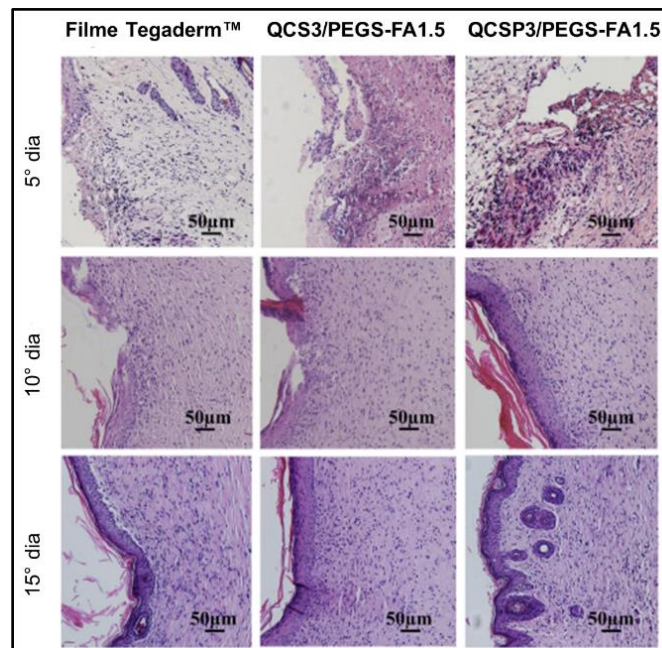 Filme Tegaderm™ QCS3/PEGS-FA1.5 QCSP3/PEGS-FA1.5
5° dia
50µm 50µm 50µm
10° dia
50µm 50µm 50µm
15° dia
50µm 50µm 50µm